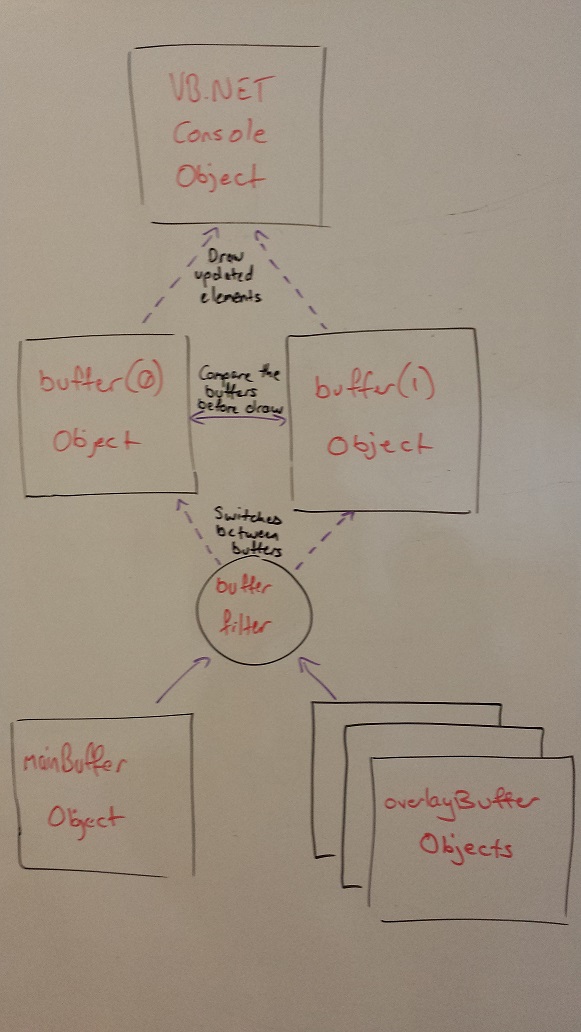 VB.NET
Console
Object
Draw
updated
elements
buffer(0)
Object
Compare the
buffers
before draw
buffer(1)
Object
Switches
between
buffers
buffer
filter
mainBuffer
Object
overlayBuffer
Objects